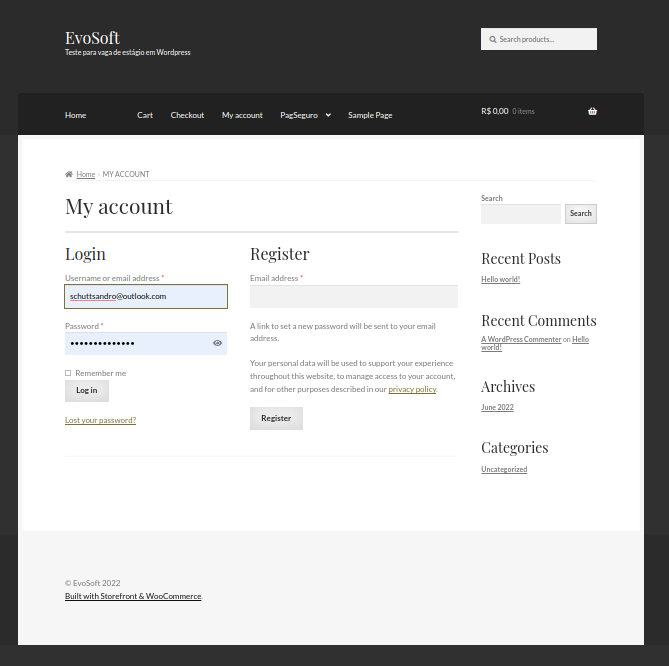 EvoSoft
Teste para vaga de estágio em Wordpress
Search products...
Home
Cart
Checkout
My account
PagSeguro
Sample Page
R$ 0,00 0 items
Home › MY ACCOUNT
My account
Login
Username or email address *
schuttsandro@outlook.com
Password *
••••••••••••••
Remember me
Log in
Lost your password?
Register
Email address *
A link to set a new password will be sent to your email
address.
Your personal data will be used to support your experience
throughout this website, to manage access to your account,
and for other purposes described in our privacy policy.
Register
Search
Search
Recent Posts
Hello world!
Recent Comments
A WordPress Commenter on Hello
world!
Archives
June 2022
Categories
Uncategorized
© EvoSoft 2022
Built with Storefront & WooCommerce.